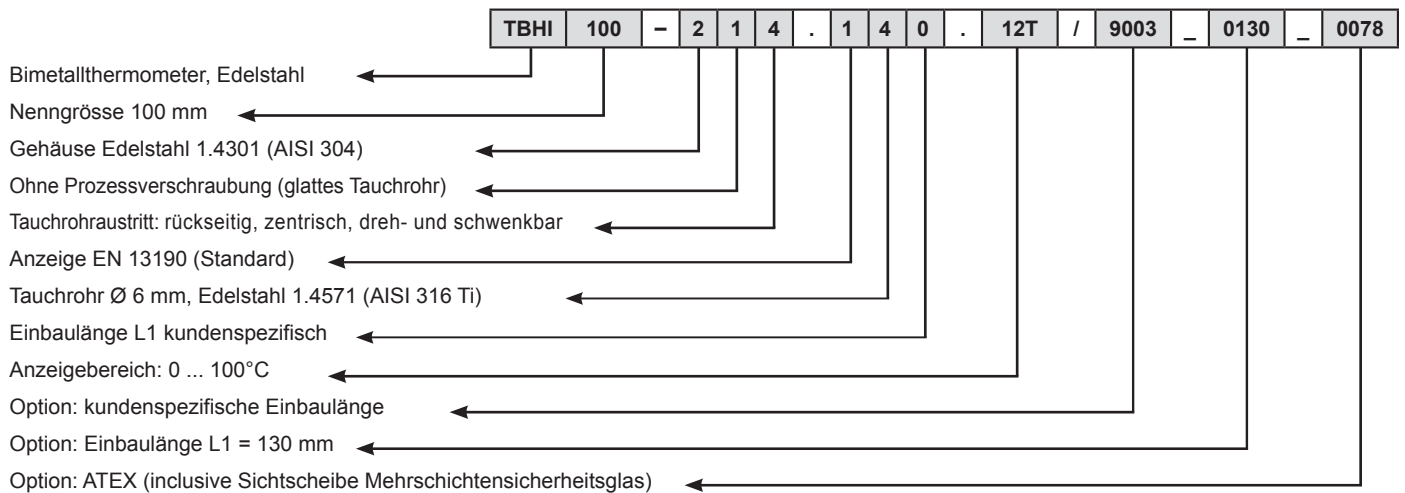 TBHI 100 – 2 1 4 . 1 4 0 . 12T / 9003 _ 0130 _ 0078
Bimetallthermometer, Edelstahl
Nenngrösse 100 mm
Gehäuse Edelstahl 1.4301 (AISI 304)
Ohne Prozessverschraubung (glattes Tauchrohr)
Tauchrohraustritt: rückseitig, zentrisch, dreh- und schwenkbar
Anzeige EN 13190 (Standard)
Tauchrohr Ø 6 mm, Edelstahl 1.4571 (AISI 316 Ti)
Einbaulänge L1 kundenspezifisch
Anzeigebereich: 0 ... 100°C
Option: kundenspezifische Einbaulänge
Option: Einbaulänge L1 = 130 mm
Option: ATEX (inclusive Sichtscheibe Mehrschichtensicherheitsglas)